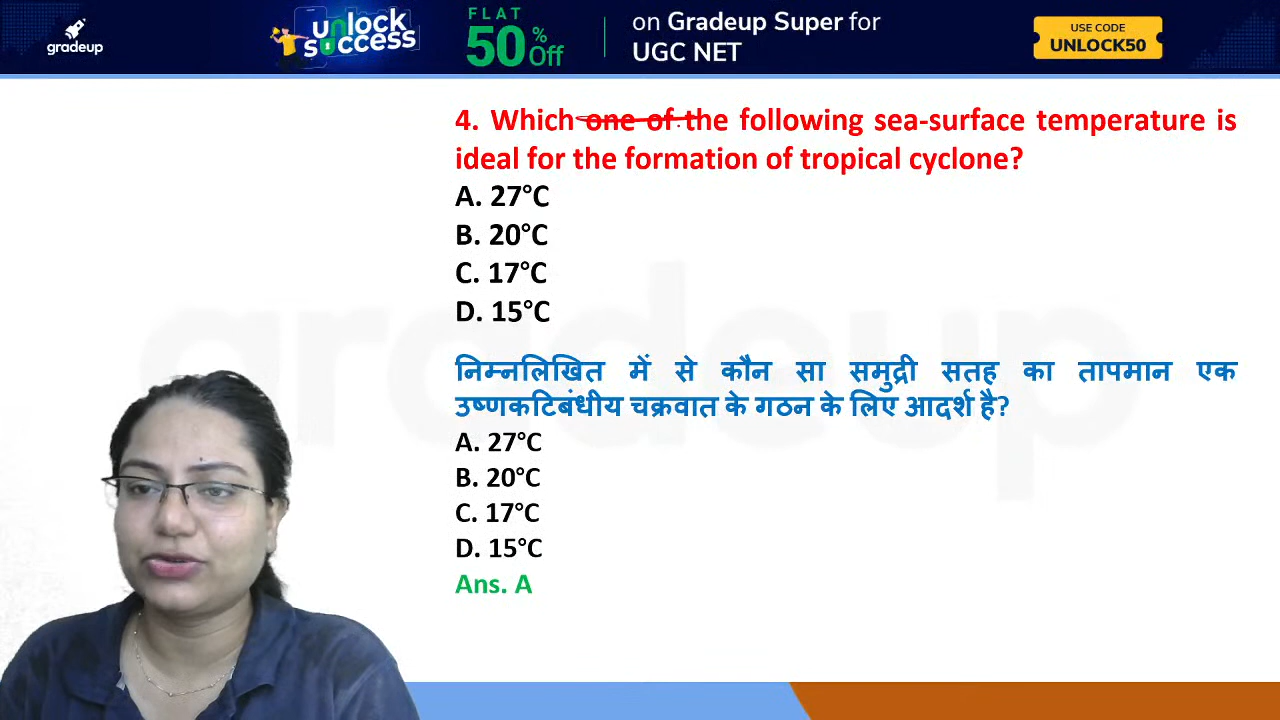 gradeup
unlock
success
FLAT
50% Off
on Gradeup Super for
UGC NET
USE CODE
UNLOCK50
4. Which one of the following sea-surface temperature is
ideal for the formation of tropical cyclone?
A. 27°C
B. 20°C
C. 17°C
D. 15°C
निम्नलिखित में से कौन सा समुद्री सतह का तापमान एक
उष्णकटिबंधीय चक्रवात के गठन के लिए आदर्श है?
A. 27°C
B. 20°C
C. 17°C
D. 15°C
Ans. A
gradeup